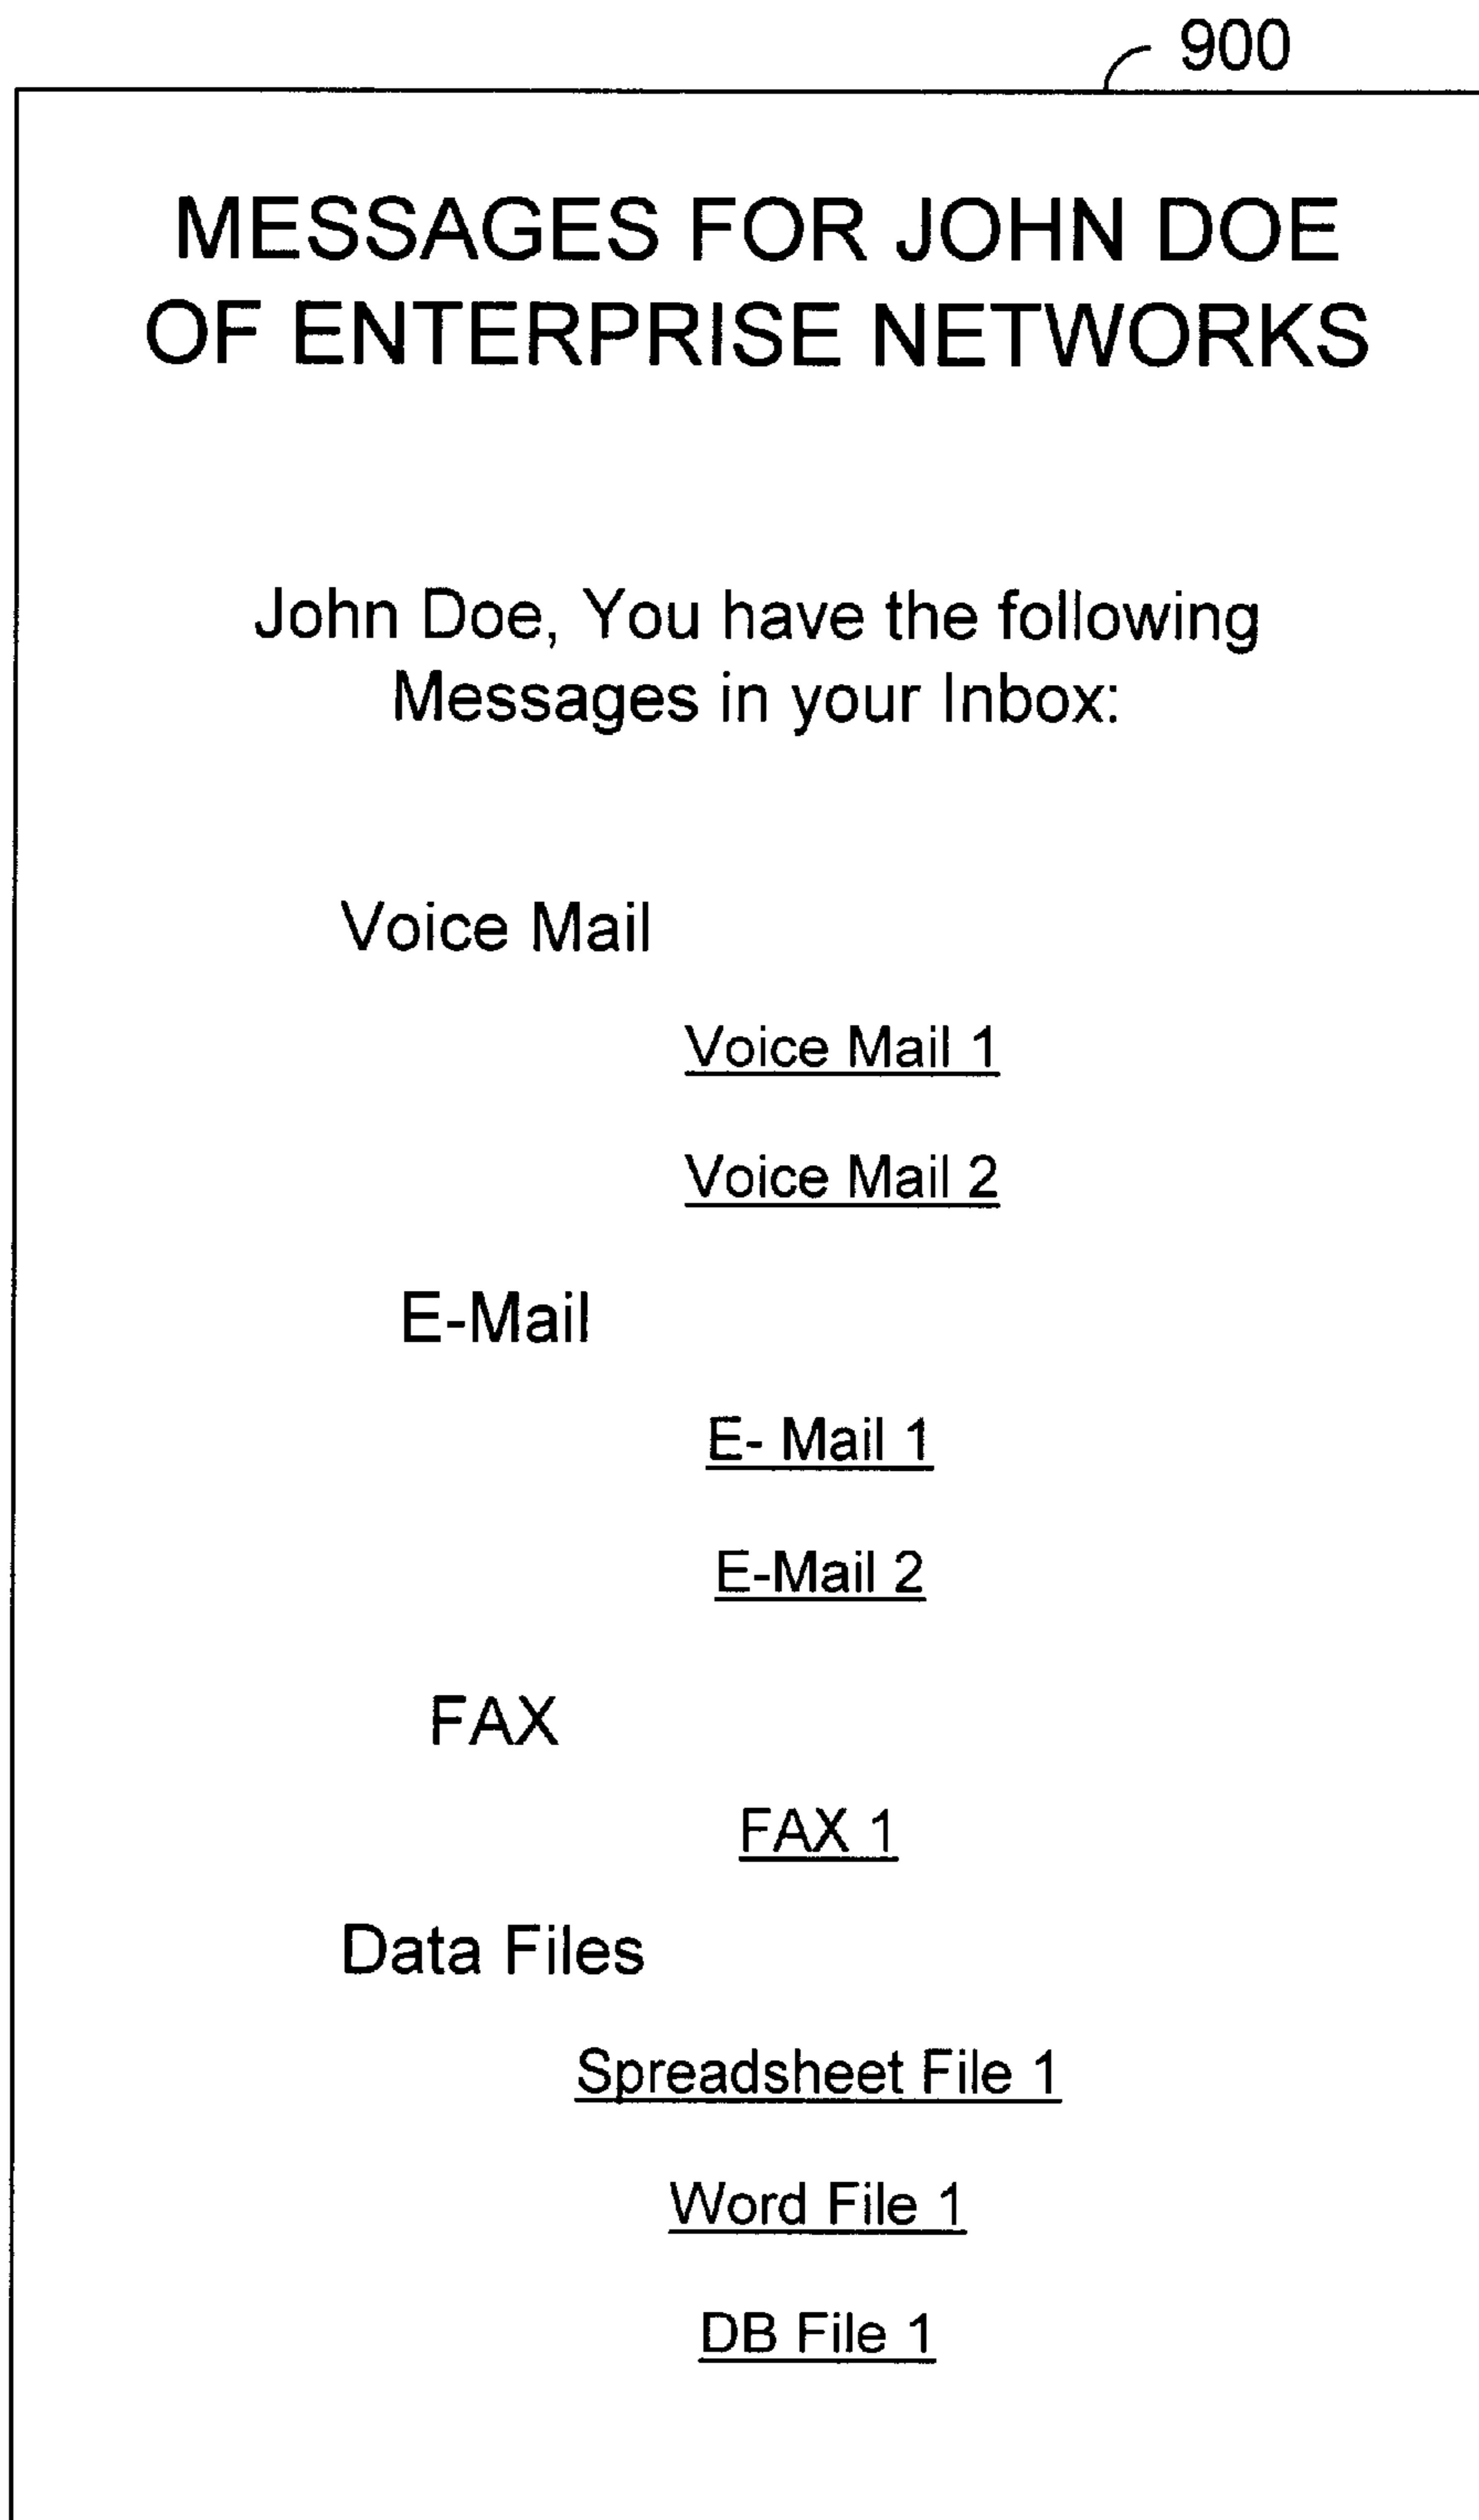 900
MESSAGES FOR JOHN DOE
OF ENTERPRISE NETWORKS
John Doe, You have the following
Messages in your Inbox:
Voice Mail
Voice Mail 1
Voice Mail 2
E-Mail
E- Mail 1
E-Mail 2
FAX
FAX 1
Data Files
Spreadsheet File 1
Word File 1
DB File 1